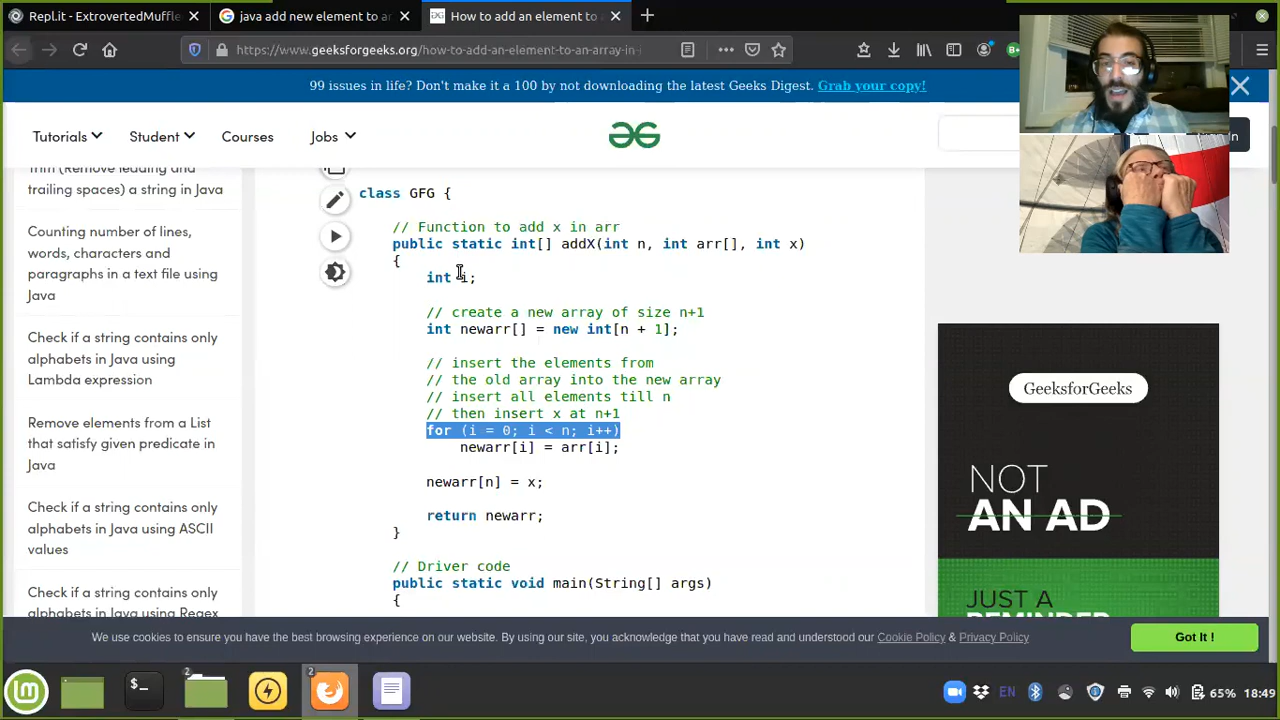 Repl.it - ExtrovertedMuffle
java add new element to ar
How to add an element to a
https://www.geeksforgeeks.org/how-to-add-an-element-to-an-array-in-
99 issues in life? Don't make it a 100 by not downloading the latest Geeks Digest. Grab your copy!
Tutorials
Student
Courses
Jobs
Trim (Remove leading and
trailing spaces) a string in Java
Counting number of lines,
words, characters and
paragraphs in a text file using
Java
Check if a string contains only
alphabets in Java using
Lambda expression
Remove elements from a List
that satisfy given predicate in
Java
Check if a string contains only
alphabets in Java using ASCII
values
Check if a string contains only
alphabets in Java using Regex
class GFG {
// Function to add x in arr
public static int[] addX(int n, int arr[], int x)
{
int i;
// create a new array of size n+1
int newarr[] = new int[n + 1];
// insert the elements from
// the old array into the new array
// insert all elements till n
// then insert x at n+1
for (i = 0; i < n; i++)
newarr[i] = arr[i];
newarr[n] = x;
return newarr;
}
// Driver code
public static void main(String[] args)
{
GeeksforGeeks
NOT
AN AD
JUST A
REMINDER
We use cookies to ensure you have the best browsing experience on our website. By using our site, you acknowledge that you have read and understood our Cookie Policy & Privacy Policy
Got It !
2
2
EN
65%
18:49